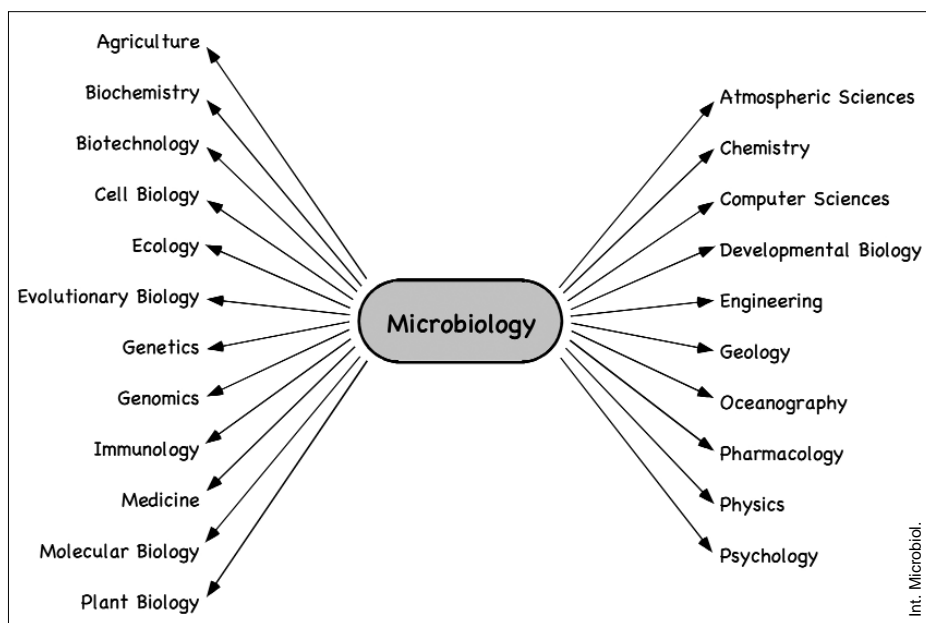 Agriculture
Biochemistry
Biotechnology
Cell Biology
Ecology
Evolutionary Biology
Genetics
Genomics
Immunology
Medicine
Molecular Biology
Plant Biology
Microbiology
Atmospheric Sciences
Chemistry
Computer Sciences
Developmental Biology
Engineering
Geology
Oceanography
Pharmacology
Physics
Psychology
Int. Microbiol.